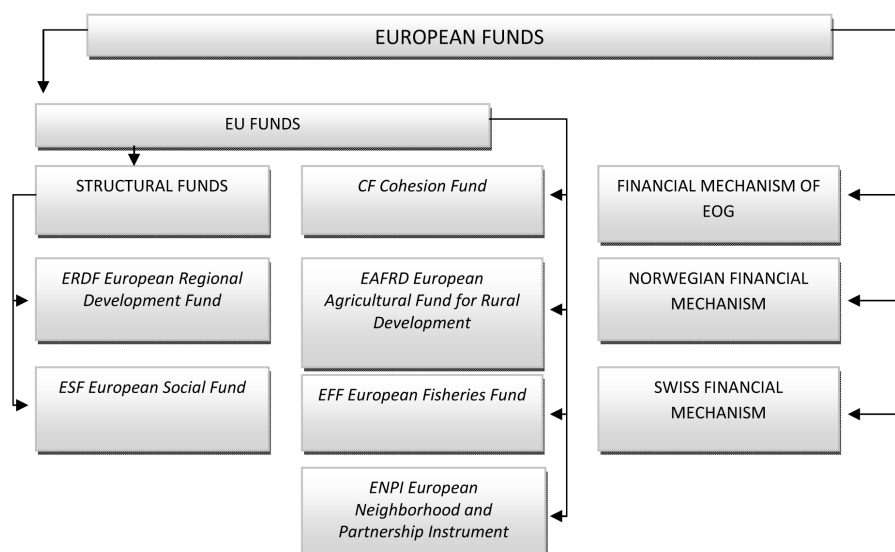 EUROPEAN FUNDS
EU FUNDS
STRUCTURAL FUNDS
ERDF European Regional
Development Fund
ESF European Social Fund
CF Cohesion Fund
EAFRD European
Agricultural Fund for Rural
Development
EFF European Fisheries Fund
ENPI European
Neighborhood and
Partnership Instrument
FINANCIAL MECHANISM OF
EOG
NORWEGIAN FINANCIAL
MECHANISM
SWISS FINANCIAL
MECHANISM